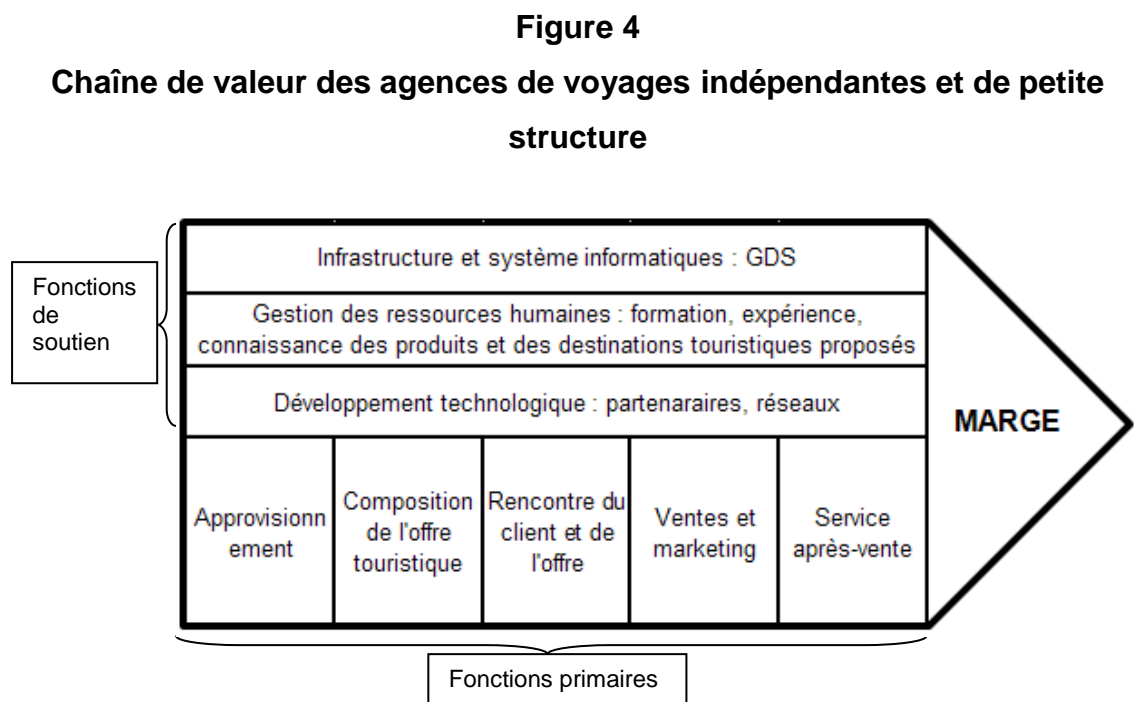 Figure 4
Chaîne de valeur des agences de voyages indépendantes et de petite
structure
Fonctions
de
soutien
Infrastructure et système informatiques : GDS
Gestion des ressources humaines : formation, expérience,
connaissance des produits et des destinations touristiques proposés
Développement technologique : partenaraires, réseaux
Approvisionn
ement
Composition
de l'offre
touristique
Rencontre du
client et de
l'offre
Ventes et
marketing
Service
après-vente
MARGE
Fonctions primaires